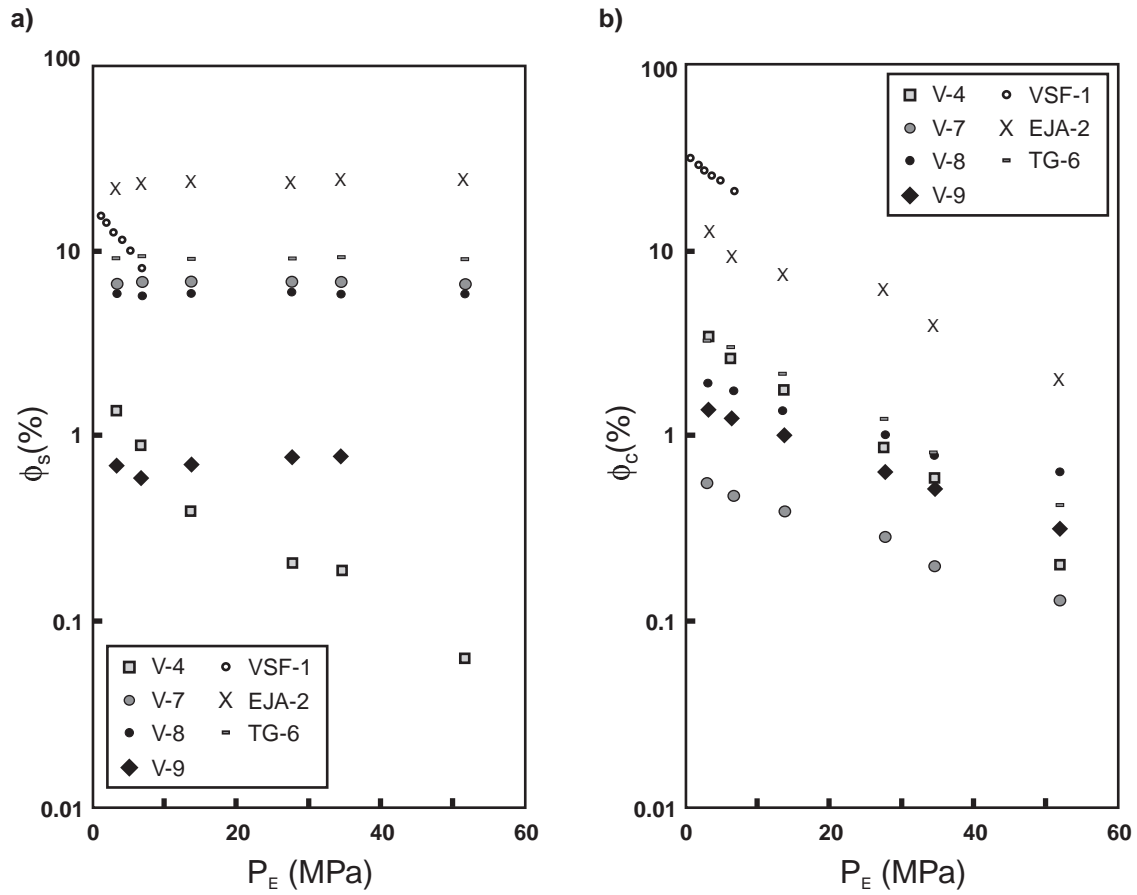 a)
100
10
1
0.1
0.01
ϕS(%)
V-4 VSF-1
V-7 EJA-2
V-8 TG-6
V-9
0 20 40 60
PE (MPa)
b)
100
10
1
0.1
0.01
ϕC(%)
V-4 VSF-1
V-7 EJA-2
V-8 TG-6
V-9
0 20 40 60
PE (MPa)